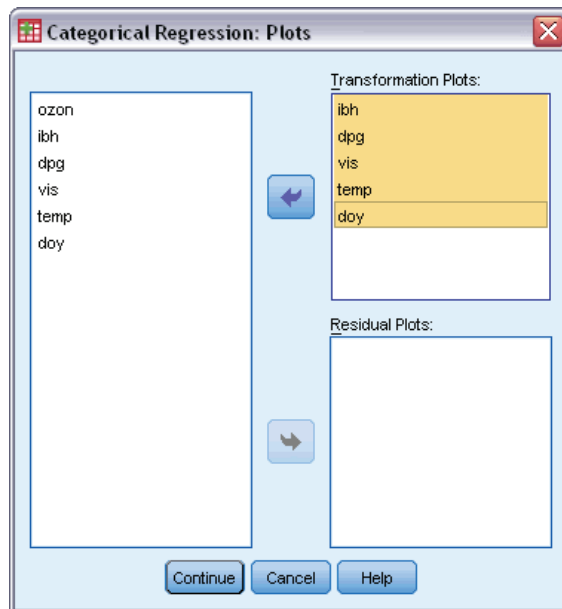 Categorical Regression: Plots
ozon
ibh
dpg
vis
temp
doy
Transformation Plots:
ibh
dpg
vis
temp
doy
Residual Plots:
Continue
Cancel
Help